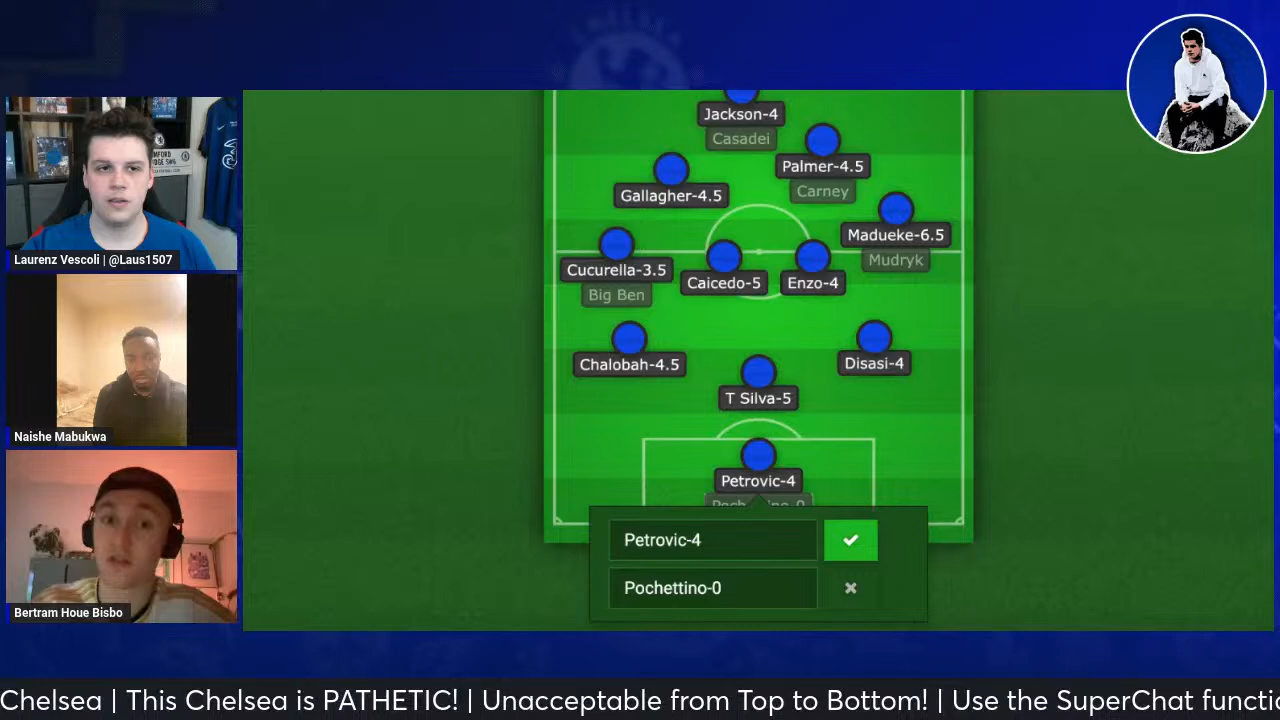 Jackson-4
Casadei
Palmer-4.5
Carney
Gallagher-4.5
Madueke-6.5
Mudryk
Cucurella-3.5
Big Ben
Caicedo-5
Enzo-4
Chalobah-4.5
Disasi-4
T Silva-5
Petrovic-4
Petrovic-4
Pochettino-0
Laurenz Vescoli | @Laus1507
Naishe Mabukwa
Bertram Houe Bisbo
Chelsea | This Chelsea is PATHETIC! | Unacceptable from Top to Bottom! | Use the SuperChat